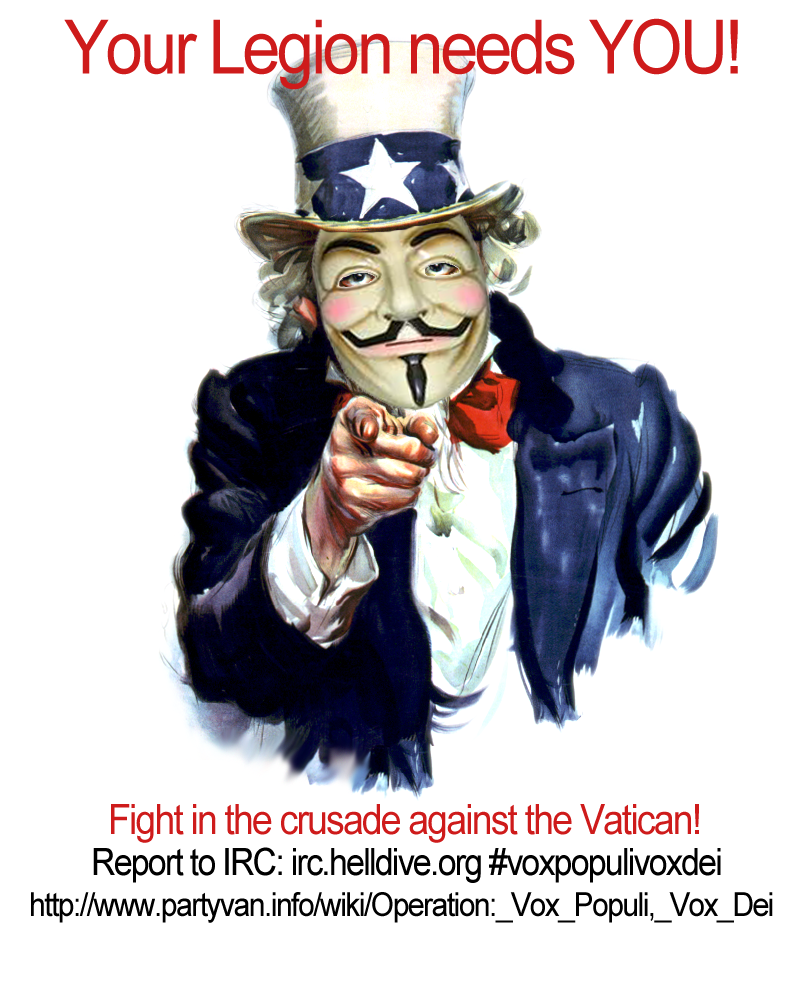 Your Legion needs YOU!
Fight in the crusade against the Vatican!
Report to IRC: irc.helldive.org #voxpopulivoxdei
http://www.partyvan.info/wiki/Operation:_Vox_Populi,_Vox_Dei